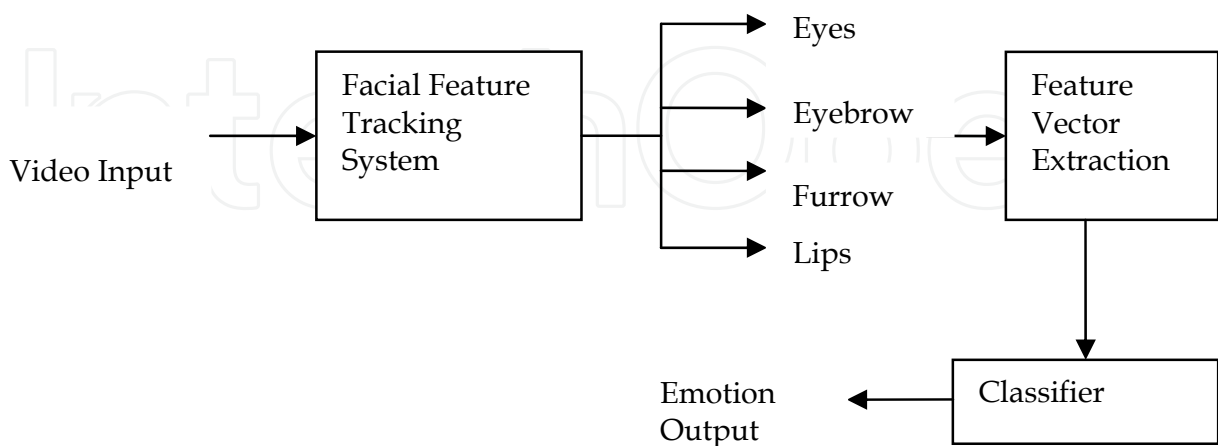 Video Input
Facial Feature
Tracking
System
Eyes
Eyebrow
Furrow
Lips
Feature
Vector
Extraction
Classifier
Emotion
Output